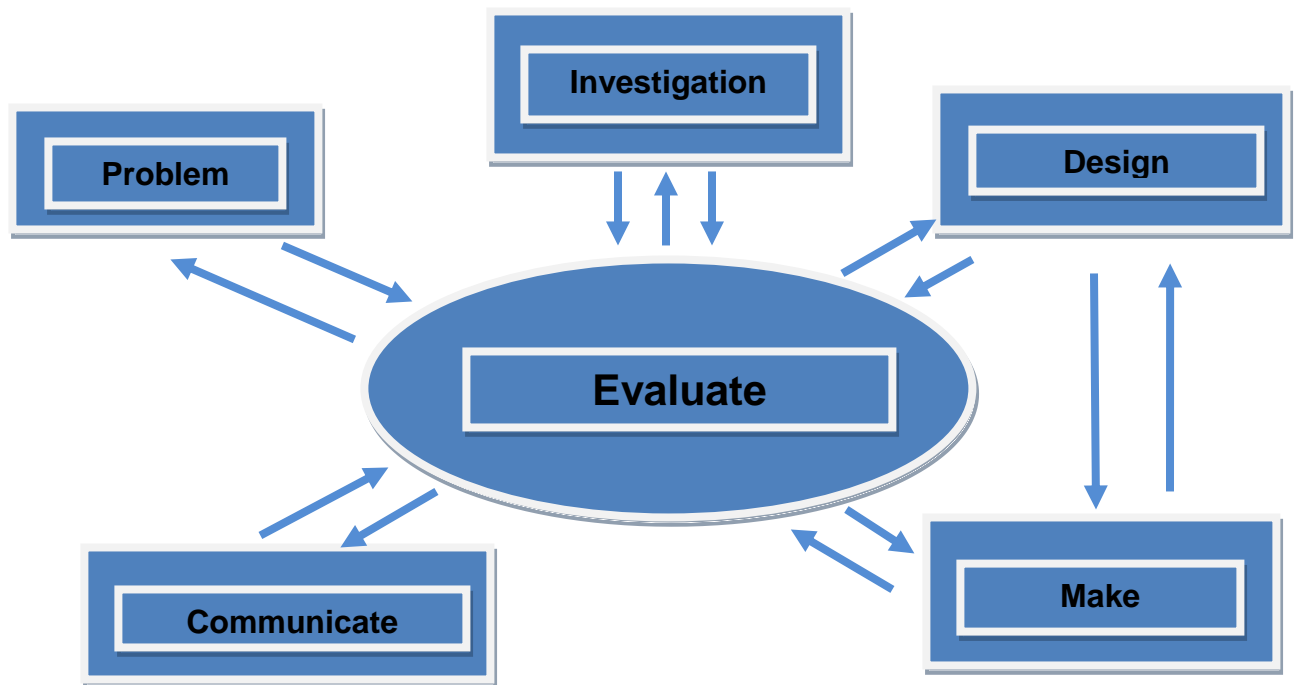 Investigation
Problem
Design
Evaluate
Communicate
Make